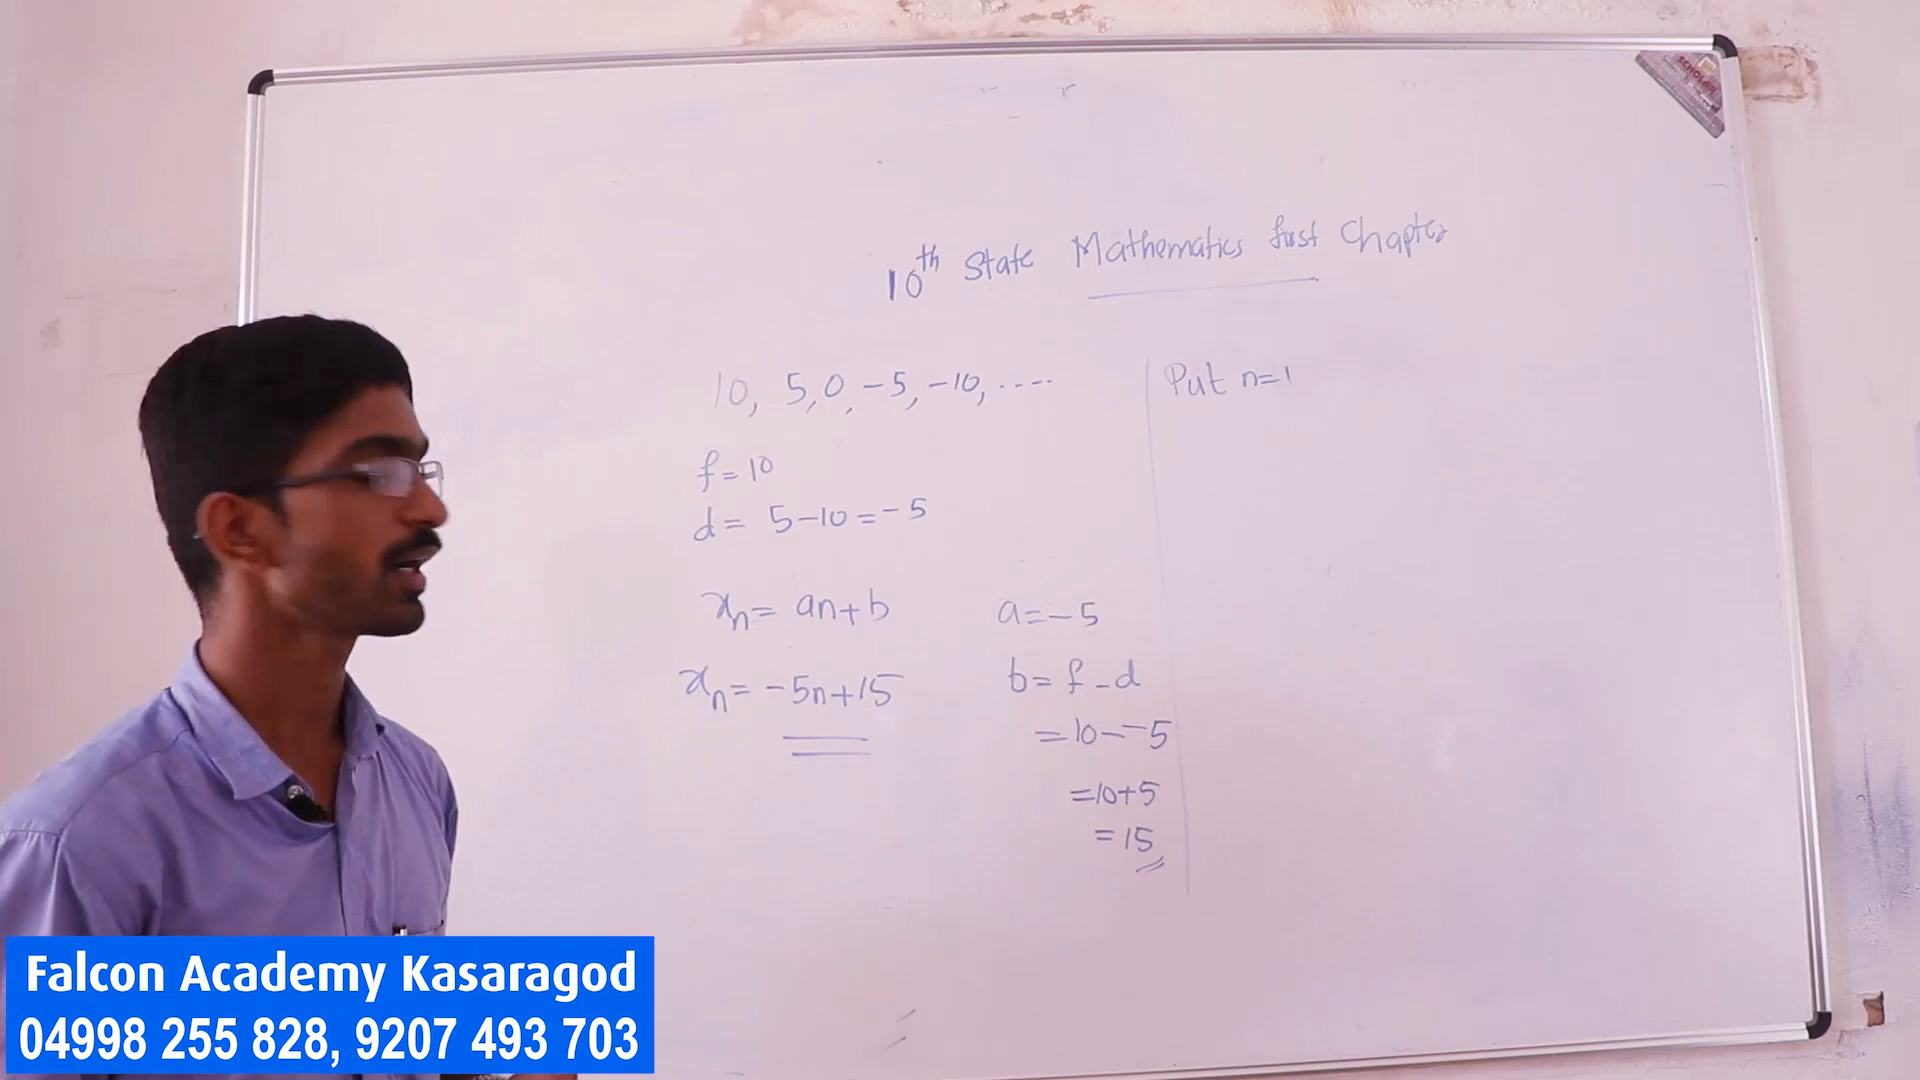 SCHOLAR
10th State Mathematics first Chapter
10, 5, 0, -5, -10, ....
f = 10
d = 5-10 = -5
xn = an+b
xn = -5n+15
a = -5
b = f - d
= 10 - -5
= 10+5
= 15
Put n=1
Falcon Academy Kasaragod
04998 255 828, 9207 493 703